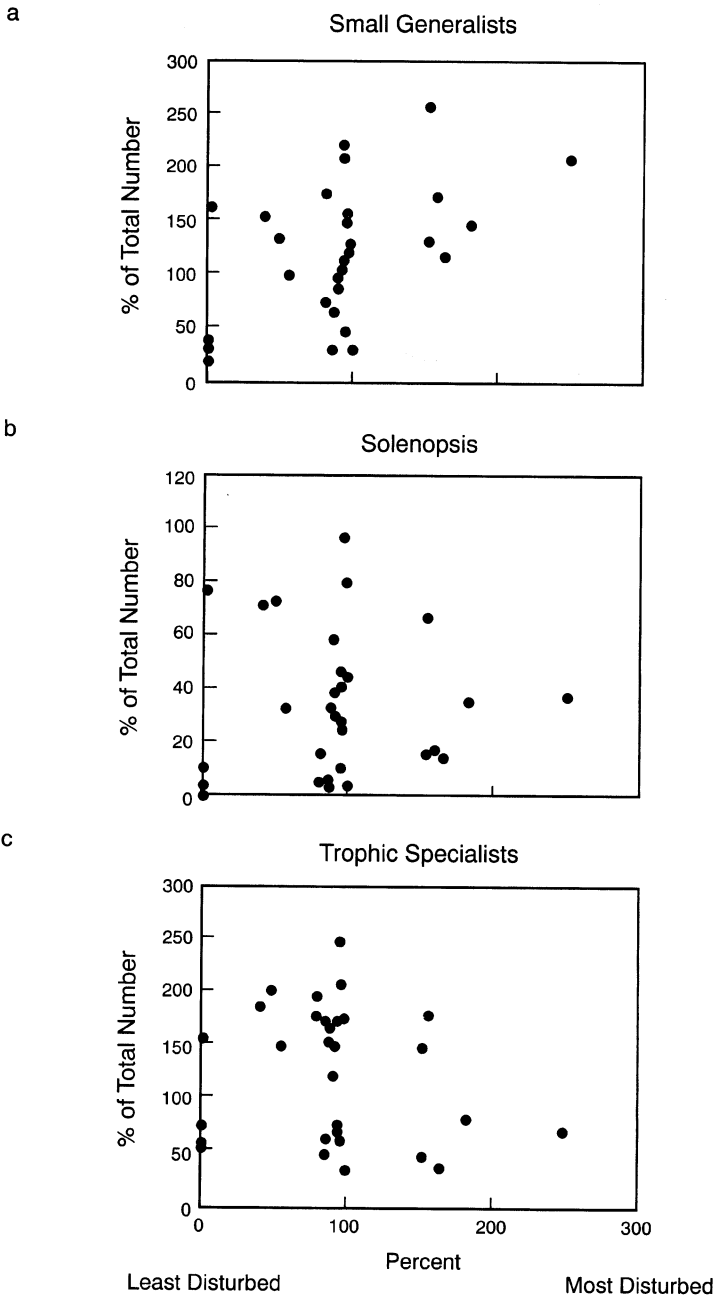 a
Small Generalists
300
250
200
150
100
50
0
% of Total Number
b
Solenopsis
120
100
80
60
40
20
0
% of Total Number
c
Trophic Specialists
300
250
200
150
100
50
0
% of Total Number
0 100 200 300
Percent
Least Disturbed Most Disturbed